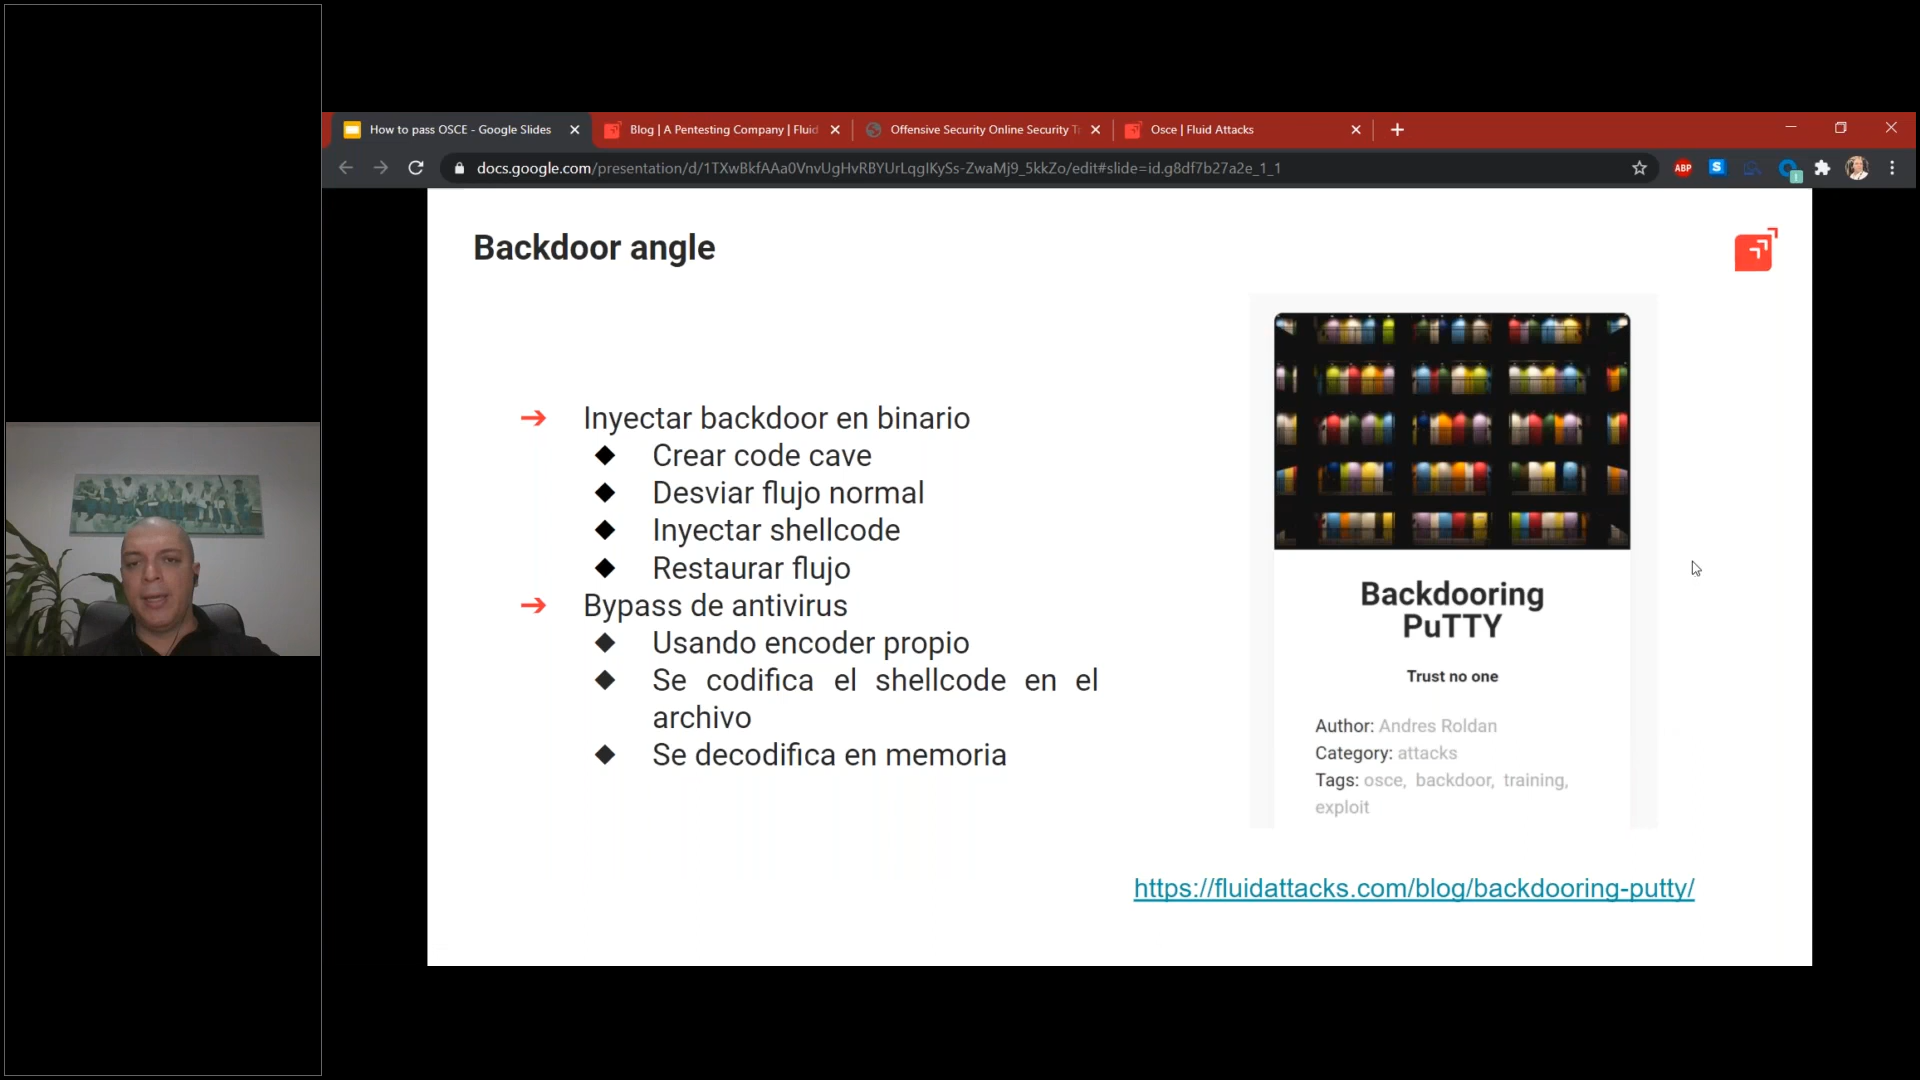 How to pass OSCE - Google Slides
Blog | A Pentesting Company | Fluid
Offensive Security Online Security T
Osce | Fluid Attacks
docs.google.com/presentation/d/1TXwBkfAAa0VnvUgHvRBYUrLqglKySs-ZwaMj9_5kkZo/edit#slide=id.g8df7b27a2e_1_1
ABP
S
Backdoor angle
➔ Inyectar backdoor en binario
◆ Crear code cave
◆ Desviar flujo normal
◆ Inyectar shellcode
◆ Restaurar flujo
➔ Bypass de antivirus
◆ Usando encoder propio
◆ Se codifica el shellcode en el
archivo
◆ Se decodifica en memoria
Backdooring
PuTTY
Trust no one
Author: Andres Roldan
Category: attacks
Tags: osce, backdoor, training,
exploit
https://fluidattacks.com/blog/backdooring-putty/